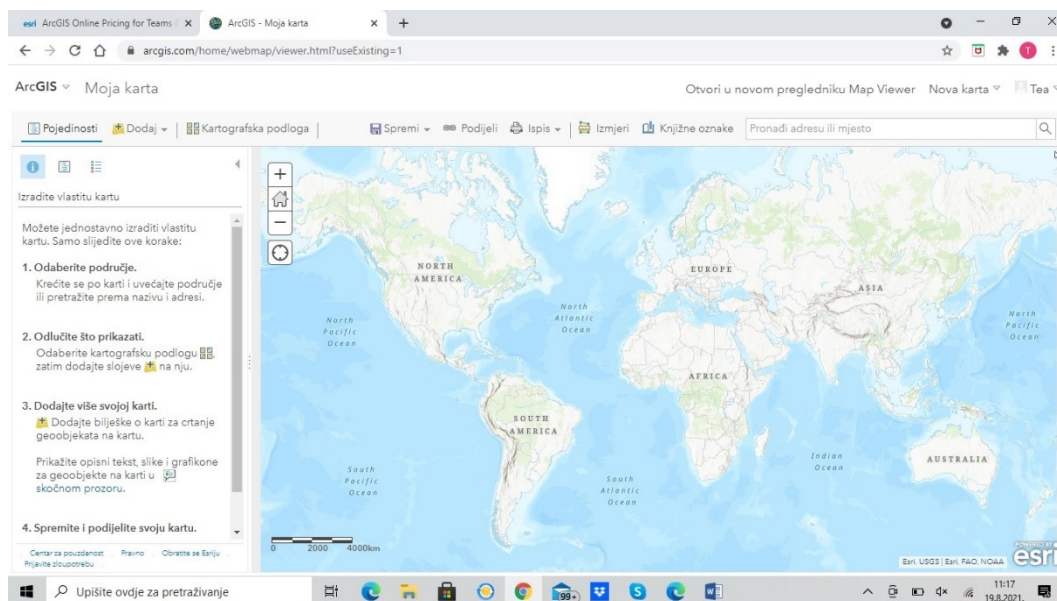 esri ArcGIS Online Pricing for Teams &
ArcGIS - Moja karta
arcgis.com/home/webmap/viewer.html?useExisting=1
T
ArcGIS Moja karta
Otvori u novom pregledniku Map Viewer Nova karta Tea
Pojedinosti Dodaj Kartografska podloga Spremi Podijeli Ispis Izmjeri Knjižne oznake Pronađi adresu ili mjesto
Izradite vlastitu kartu
Možete jednostavno izraditi vlastitu
kartu. Samo slijedite ove korake:
1. Odaberite područje.
Krećite se po karti i uvećajte područje
ili pretražite prema nazivu i adresi.
2. Odlučite što prikazati.
Odaberite kartografsku podlogu
zatim dodajte slojeve na nju.
3. Dodajte više svojoj karti.
Dodajte bilješke o karti za crtanje
geoobjekata na kartu.
Prikažite opisni tekst, slike i grafikone
za geoobjekte na karti u
skočnom prozoru.
4. Spremite i podijelite svoju kartu.
Centar za pouzdanost Pravno Obratite se Esriju
Prijavite zloupotrebu
NORTH
AMERICA
EUROPE
ASIA
North
Pacific
Ocean
North
Atlantic
Ocean
North
Pacific
Ocean
AFRICA
SOUTH
AMERICA
Indian
Ocean
AUSTRALIA
South
Pacific
Ocean
South
Atlantic
Ocean
0 2000 4000km
Esri, USGS | Esri, FAO, NOAA
POWERED BY
esri
Upišite ovdje za pretraživanje
99+
11:17
19.8.2021.